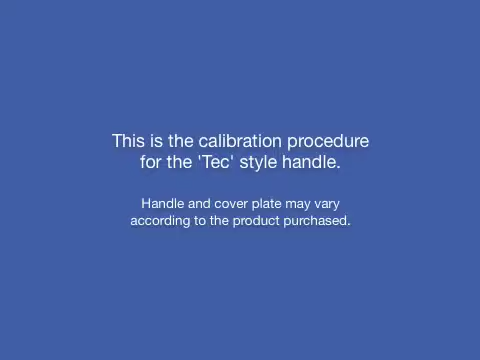 This is the calibration procedure
for the 'Tec' style handle.
Handle and cover plate may vary
according to the product purchased.